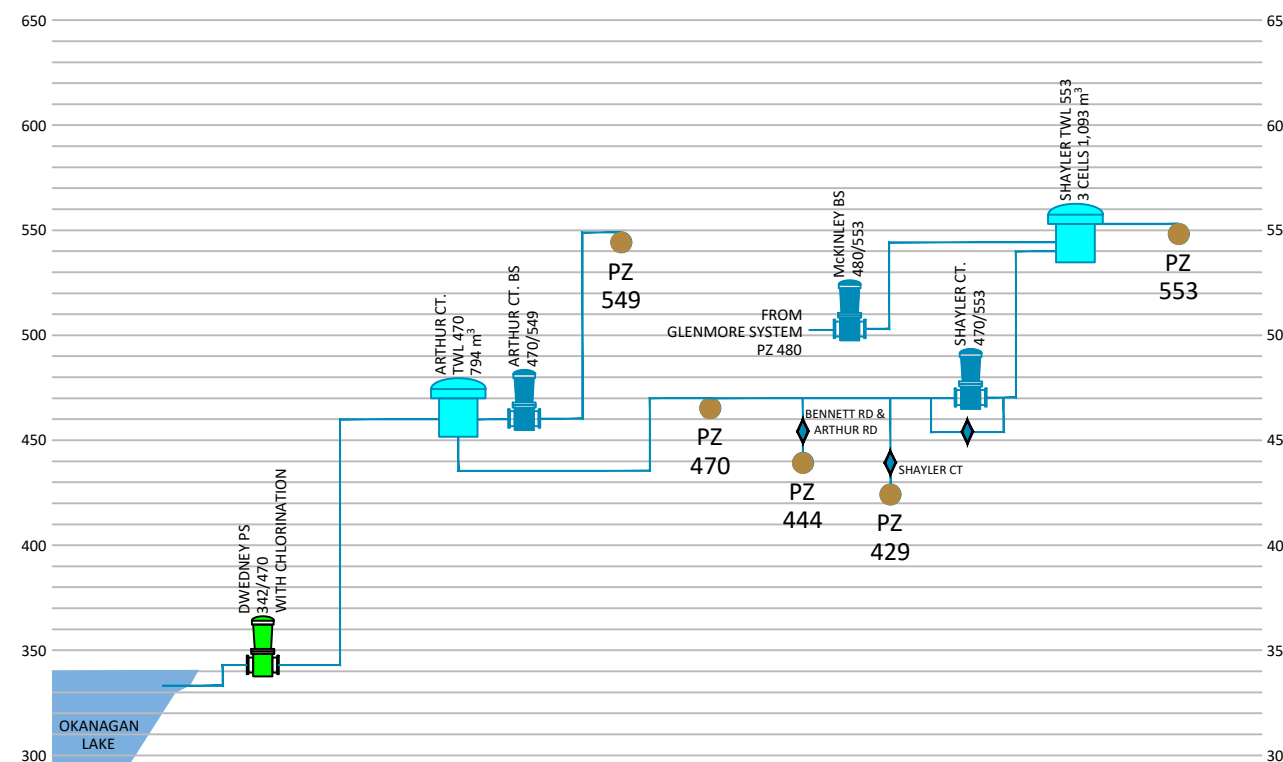 650
65
600
60
550
55
500
50
450
45
400
40
350
35
300
30
SHAYLER TWL 553
3 CELLS 1,093 m³
McKINLEY BS
480/553
PZ
549
PZ
553
ARTHUR CT.
TWL 470
794 m³
ARTHUR CT. BS
470/549
FROM
GLENMORE SYSTEM
PZ 480
SHAYLER CT.
470/553
BENNETT RD &
ARTHUR RD
PZ
470
SHAYLER CT
PZ
444
PZ
429
DWEDNEY PS
342/470
WITH CHLORINATION
OKANAGAN
LAKE